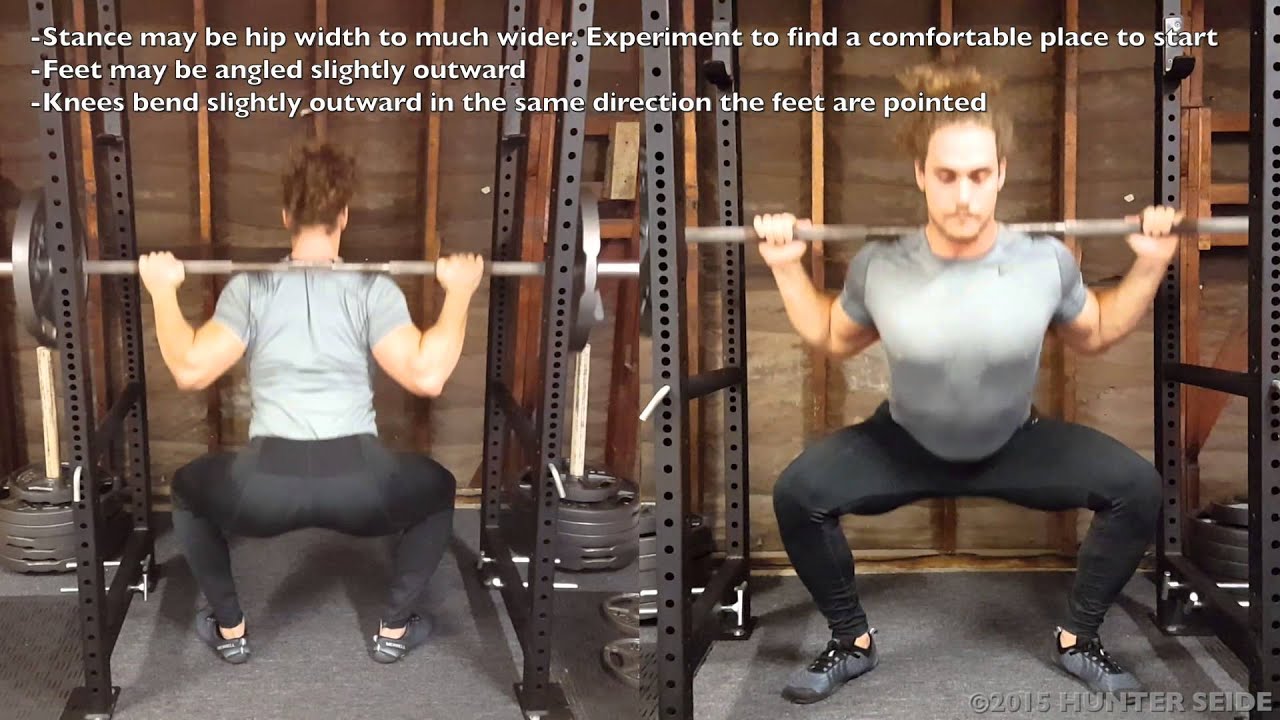 -Stance may be hip width to much wider. Experiment to find a comfortable place to start
-Feet may be angled slightly outward
-Knees bend slightly outward in the same direction the feet are pointed
MERRELL
©2015 HUNTER SEIDE